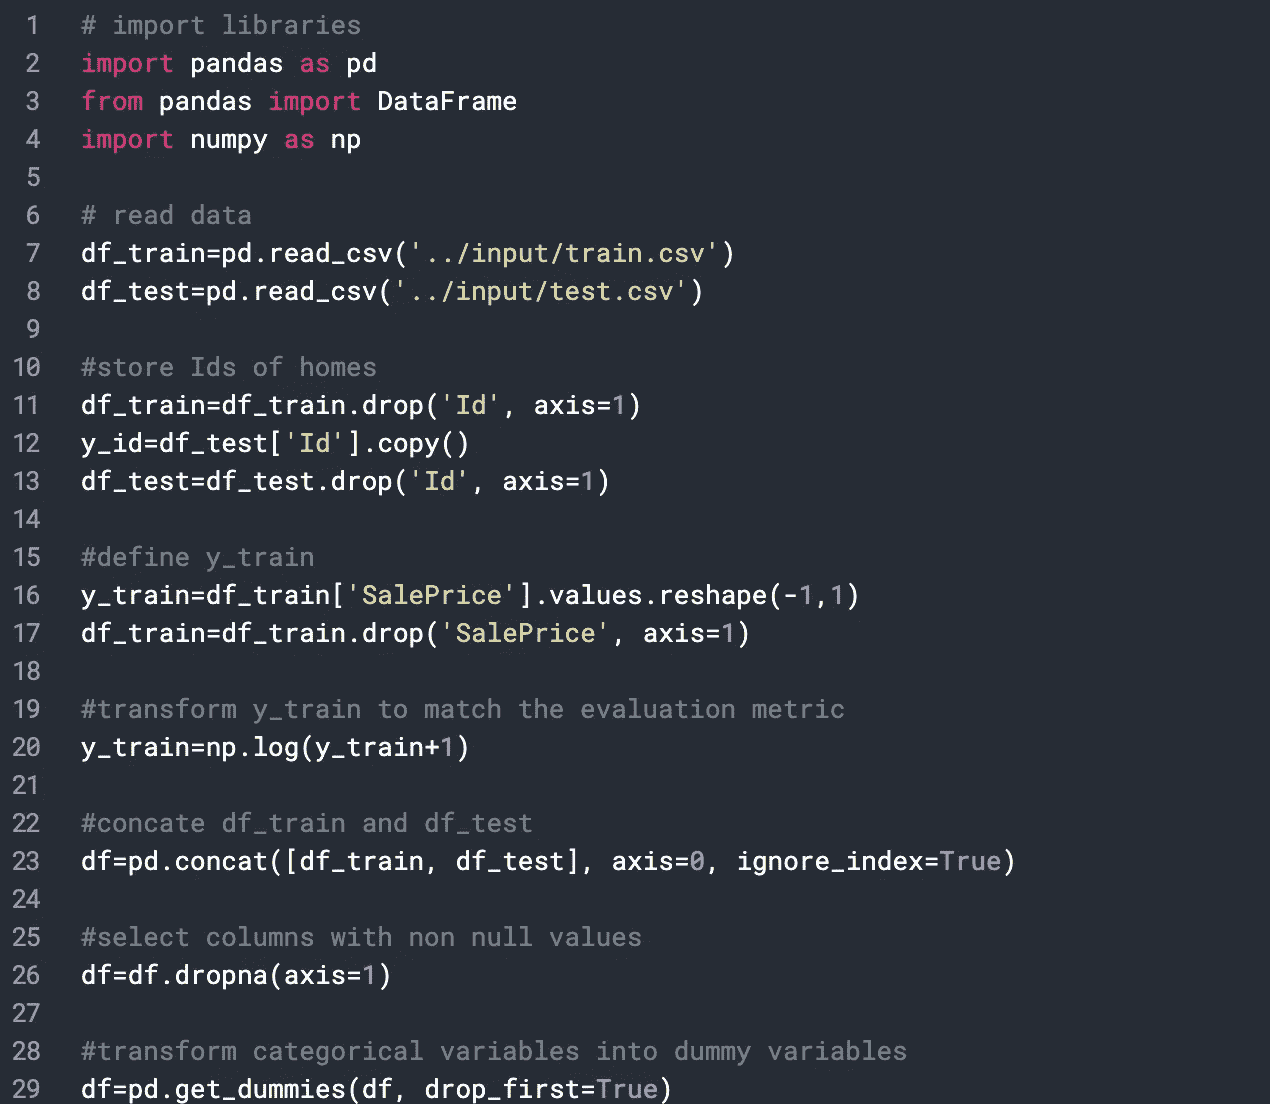 1 # import libraries
2 import pandas as pd
3 from pandas import DataFrame
4 import numpy as np
5
6 # read data
7 df_train=pd.read_csv('../input/train.csv')
8 df_test=pd.read_csv('../input/test.csv')
9
10 #store Ids of homes
11 df_train=df_train.drop('Id', axis=1)
12 y_id=df_test['Id'].copy()
13 df_test=df_test.drop('Id', axis=1)
14
15 #define y_train
16 y_train=df_train['SalePrice'].values.reshape(-1,1)
17 df_train=df_train.drop('SalePrice', axis=1)
18
19 #transform y_train to match the evaluation metric
20 y_train=np.log(y_train+1)
21
22 #concate df_train and df_test
23 df=pd.concat([df_train, df_test], axis=0, ignore_index=True)
24
25 #select columns with non null values
26 df=df.dropna(axis=1)
27
28 #transform categorical variables into dummy variables
29 df=pd.get_dummies(df, drop_first=True)